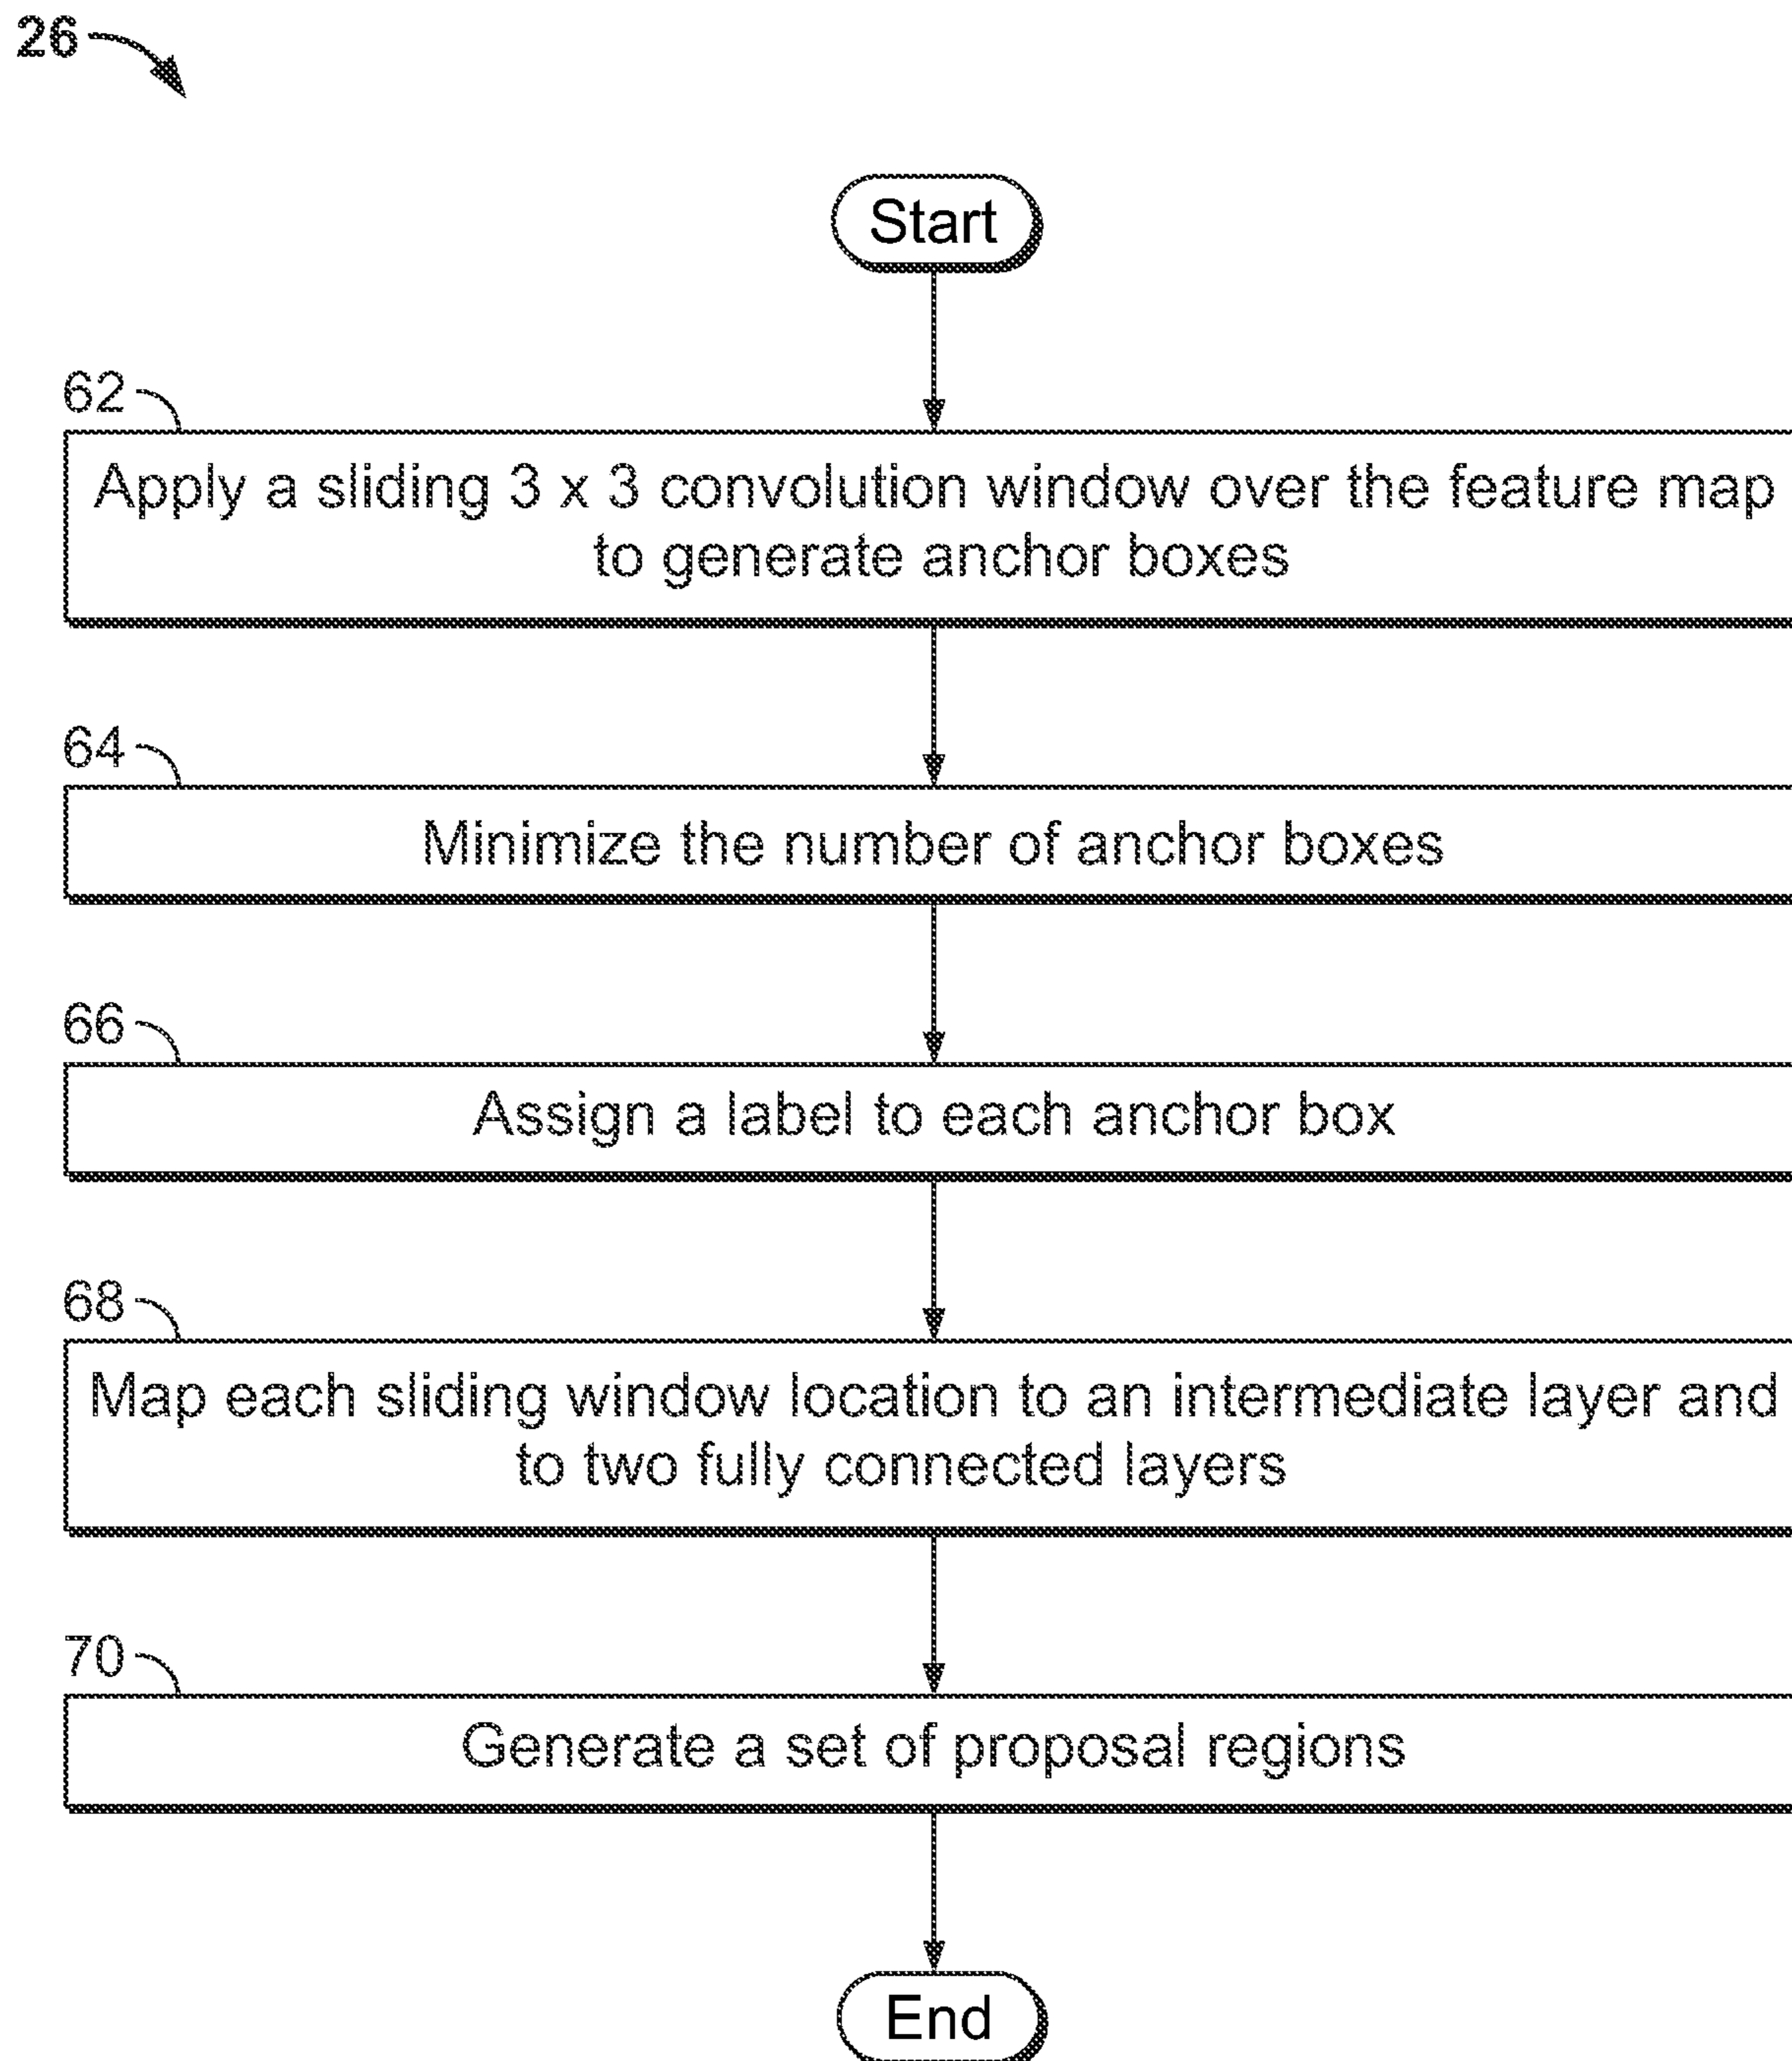 26
Start
62
Apply a sliding 3 x 3 convolution window over the feature map
to generate anchor boxes
64
Minimize the number of anchor boxes
66
Assign a label to each anchor box
68
Map each sliding window location to an intermediate layer and
to two fully connected layers
70
Generate a set of proposal regions
End